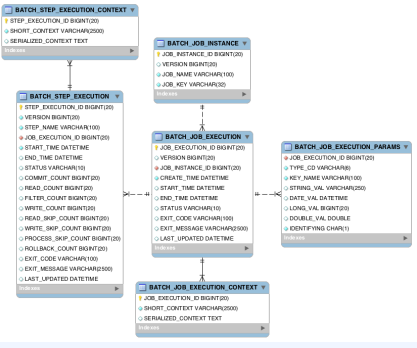 BATCH_STEP_EXECUTION_CONTEXT
STEP_EXECUTION_ID BIGINT(20)
SHORT_CONTEXT VARCHAR(2500)
SERIALIZED_CONTEXT TEXT
Indexes
BATCH_JOB_INSTANCE
JOB_INSTANCE_ID BIGINT(20)
VERSION BIGINT(20)
JOB_NAME VARCHAR(100)
JOB_KEY VARCHAR(32)
Indexes
BATCH_STEP_EXECUTION
STEP_EXECUTION_ID BIGINT(20)
VERSION BIGINT(20)
STEP_NAME VARCHAR(100)
JOB_EXECUTION_ID BIGINT(20)
START_TIME DATETIME
END_TIME DATETIME
STATUS VARCHAR(10)
COMMIT_COUNT BIGINT(20)
READ_COUNT BIGINT(20)
FILTER_COUNT BIGINT(20)
WRITE_COUNT BIGINT(20)
READ_SKIP_COUNT BIGINT(20)
WRITE_SKIP_COUNT BIGINT(20)
PROCESS_SKIP_COUNT BIGINT(20)
ROLLBACK_COUNT BIGINT(20)
EXIT_CODE VARCHAR(100)
EXIT_MESSAGE VARCHAR(2500)
LAST_UPDATED DATETIME
Indexes
BATCH_JOB_EXECUTION
JOB_EXECUTION_ID BIGINT(20)
VERSION BIGINT(20)
JOB_INSTANCE_ID BIGINT(20)
CREATE_TIME DATETIME
START_TIME DATETIME
END_TIME DATETIME
STATUS VARCHAR(10)
EXIT_CODE VARCHAR(100)
EXIT_MESSAGE VARCHAR(2500)
LAST_UPDATED DATETIME
Indexes
BATCH_JOB_EXECUTION_PARAMS
JOB_EXECUTION_ID BIGINT(20)
TYPE_CD VARCHAR(6)
KEY_NAME VARCHAR(100)
STRING_VAL VARCHAR(250)
DATE_VAL DATETIME
LONG_VAL BIGINT(20)
DOUBLE_VAL DOUBLE
IDENTIFYING CHAR(1)
Indexes
BATCH_JOB_EXECUTION_CONTEXT
JOB_EXECUTION_ID BIGINT(20)
SHORT_CONTEXT VARCHAR(2500)
SERIALIZED_CONTEXT TEXT
Indexes